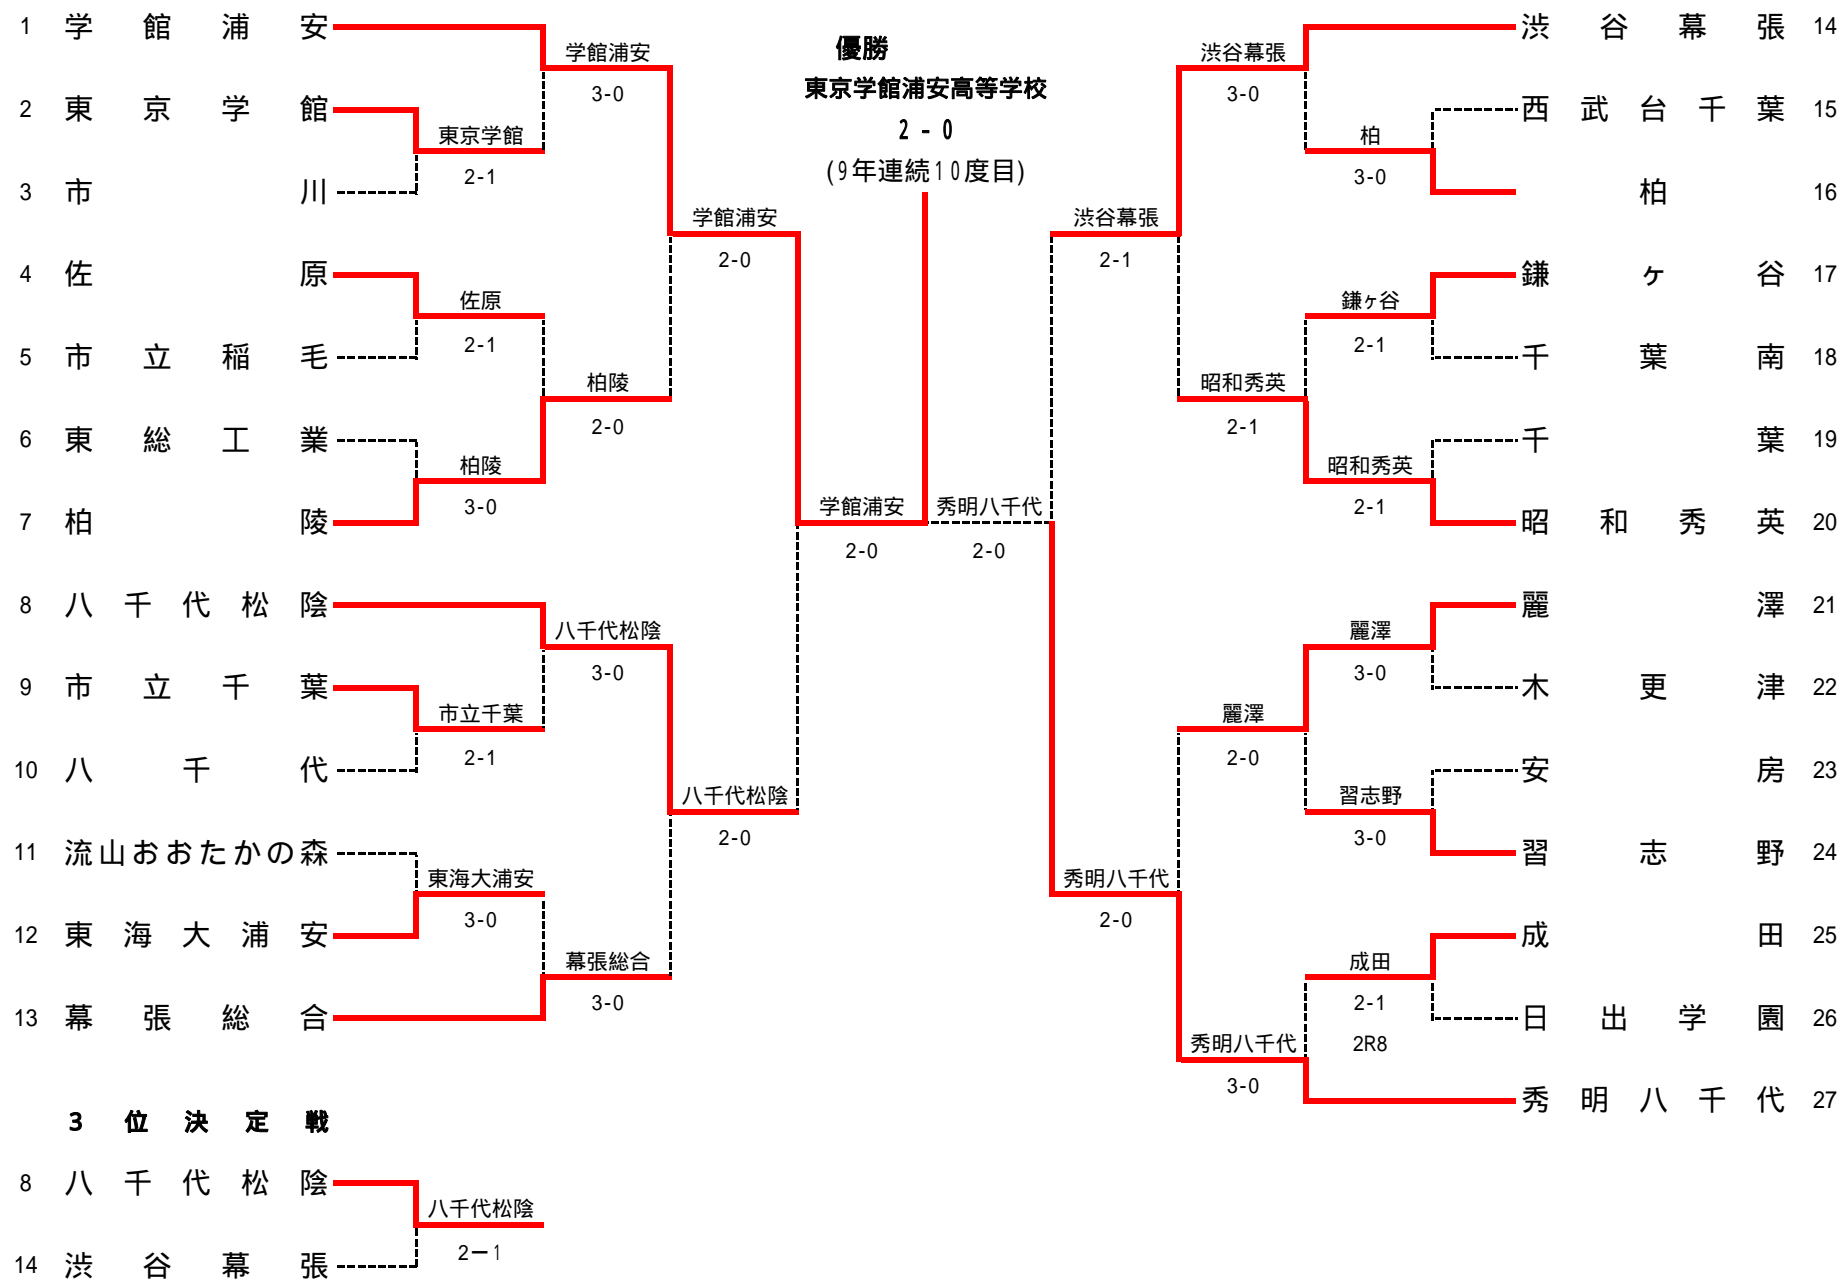 優勝
東京学館浦安高等学校
2 - 0
(9年連続10度目)
1 学館浦安
2 東京学館
3 市川
4 佐原
5 市立稲毛
6 東総工業
7 柏陵
8 八千代松陰
9 市立千葉
10 八千代
11 流山おおたかの森
12 東海大浦安
13 幕張総合
東京学館
2-1
佐原
2-1
柏陵
3-0
市立千葉
2-1
東海大浦安
3-0
学館浦安
3-0
柏陵
2-0
八千代松陰
3-0
幕張総合
3-0
学館浦安
2-0
八千代松陰
2-0
学館浦安
2-0
秀明八千代
2-0
渋谷幕張
2-1
秀明八千代
2-0
渋谷幕張
3-0
昭和秀英
2-1
麗澤
2-0
秀明八千代
3-0
柏
3-0
鎌ヶ谷
2-1
昭和秀英
2-1
麗澤
3-0
習志野
3-0
成田
2-1
2R8
渋谷幕張 14
西武台千葉 15
柏 16
鎌ヶ谷 17
千葉南 18
千葉 19
昭和秀英 20
麗澤 21
木更津 22
安房 23
習志野 24
成田 25
日出学園 26
秀明八千代 27
3位決定戦
8 八千代松陰
14 渋谷幕張
八千代松陰
2ー1